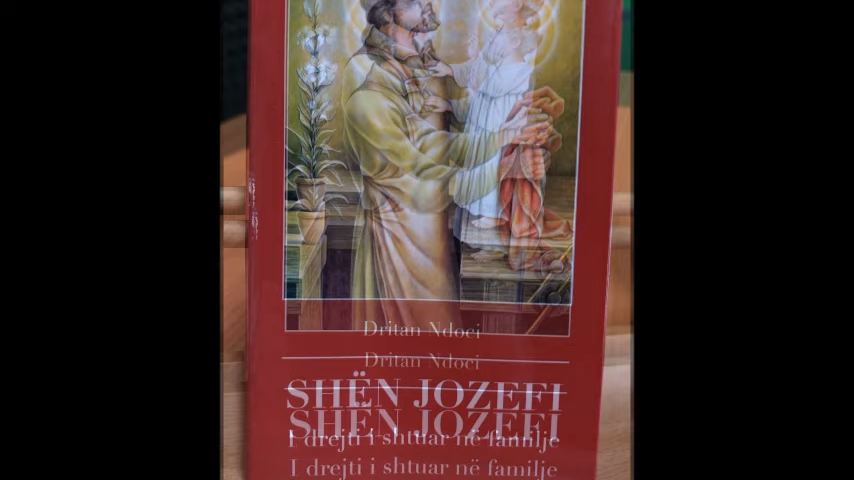 Dritan Ndoci
Dritan Ndoci
SHËN JOZEFI
SHËN JOZEFI
I drejti i shtuar në familje
I drejti i shtuar në familje